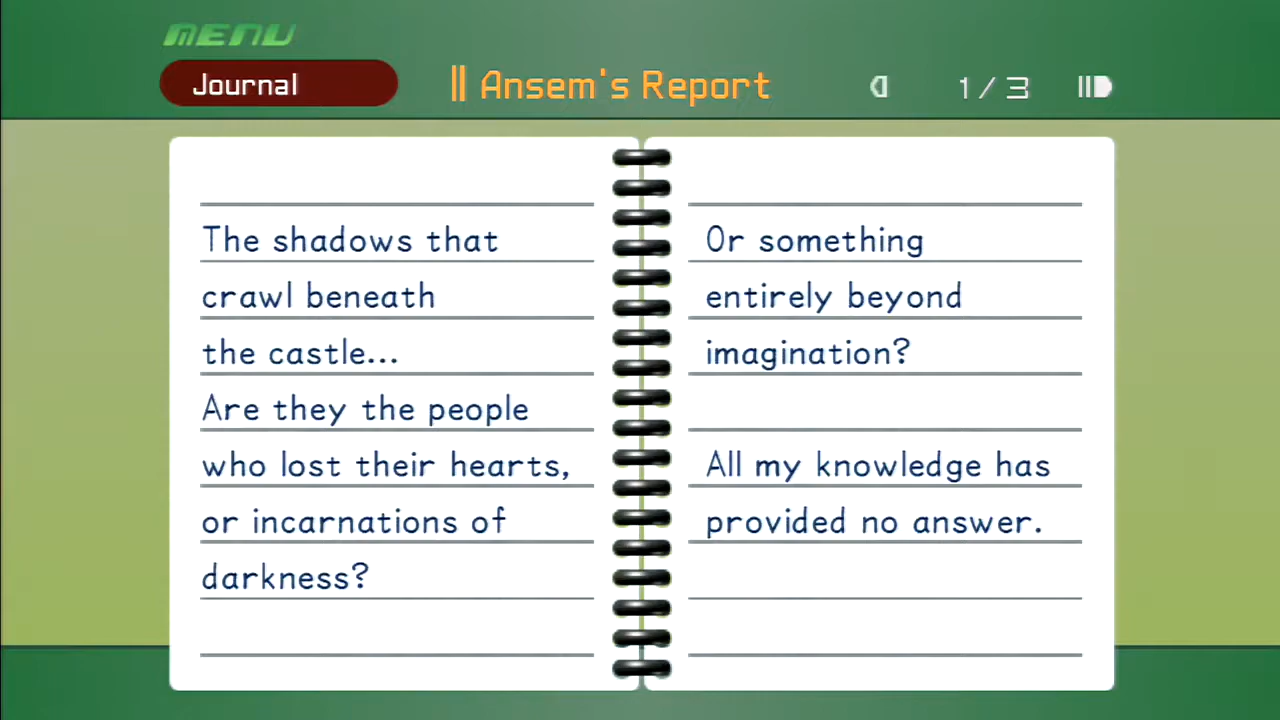 MENU
Journal
Ansem's Report
1/3
The shadows that
crawl beneath
the castle...
Are they the people
who lost their hearts,
or incarnations of
darkness?
Or something
entirely beyond
imagination?
All my knowledge has
provided no answer.